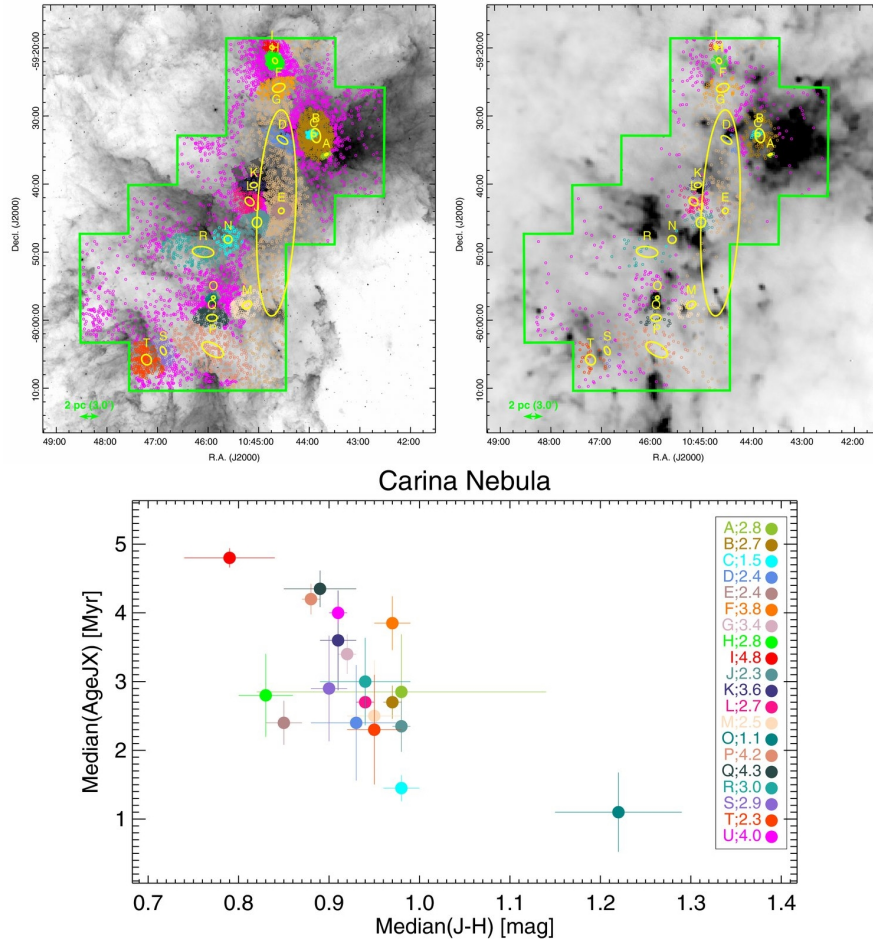 -59:20:00
30:00
40:00
50:00
-60:00:00
10:00
Decl. (J2000)
I
F
G
D
B
C
A
K
L
E
N
R
O
Q
M
S
T
2 pc (3.0')
49:00
48:00
47:00
46:00
10:45:00
44:00
43:00
42:00
R.A. (J2000)
-59:20:00
30:00
40:00
50:00
-60:00:00
10:00
Decl. (J2000)
F
G
D
B
C
A
K
L
E
N
R
O
Q
M
S
T
2 pc (3.0')
49:00
48:00
47:00
46:00
10:45:00
44:00
43:00
42:00
R.A. (J2000)
Carina Nebula
Median(AgeJX) [Myr]
5
4
3
2
1
0.7
0.8
0.9
1.0
1.1
1.2
1.3
1.4
Median(J-H) [mag]
A;2.8
B;2.7
C;1.5
D;2.4
E;2.4
F;3.8
G;3.4
H;2.8
I;4.8
J;2.3
K;3.6
L;2.7
M;2.5
O;1.1
P;4.2
Q;4.3
R;3.0
S;2.9
T;2.3
U;4.0